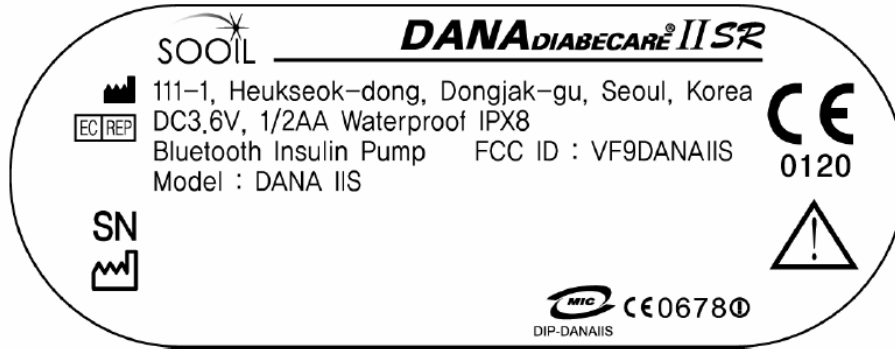 SOOIL DANA DIABECARE® II SR
111-1, Heukseok-dong, Dongjak-gu, Seoul, Korea
EC REP DC3.6V, 1/2AA Waterproof IPX8
Bluetooth Insulin Pump FCC ID : VF9DANAIIS
Model : DANA IIS
CE
0120
SN
MIC CE0678
DIP-DANAIIS